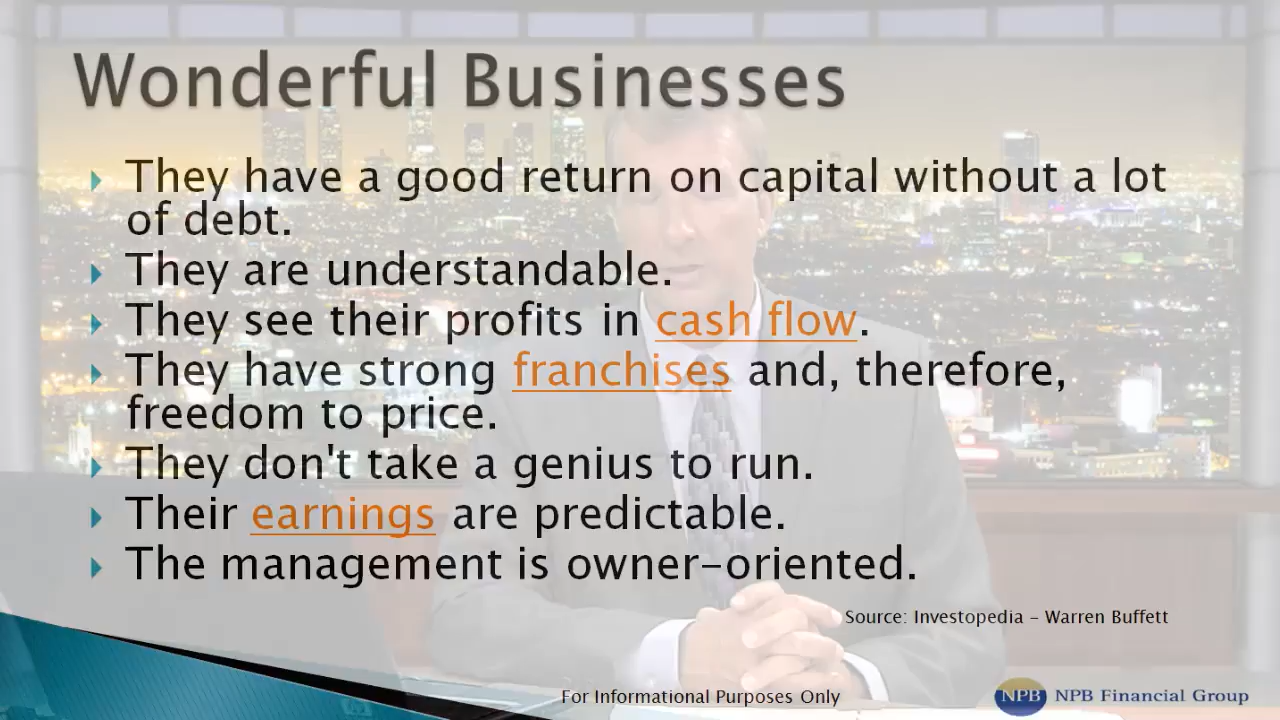 Wonderful Businesses
They have a good return on capital without a lot
of debt.
They are understandable.
They see their profits in cash flow.
They have strong franchises and, therefore,
freedom to price.
They don't take a genius to run.
Their earnings are predictable.
The management is owner-oriented.
Source: Investopedia – Warren Buffett
For Informational Purposes Only
NPB NPB Financial Group